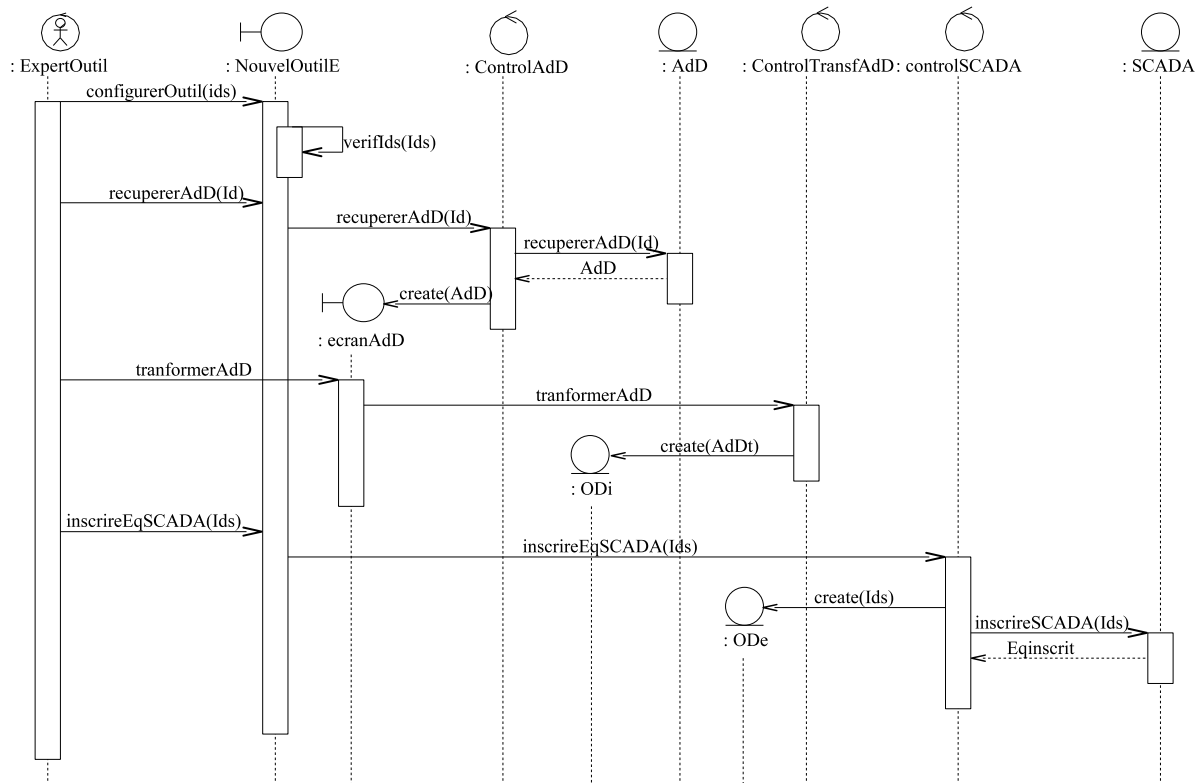 : ExpertOutil
: NouvelOutilE
: ControlAdD
: AdD
: ControlTransfAdD
: controlSCADA
: SCADA
configurerOutil(ids)
verifIds(Ids)
recupererAdD(Id)
recupererAdD(Id)
recupererAdD(Id)
AdD
create(AdD)
: ecranAdD
tranformerAdD
tranformerAdD
create(AdDt)
: ODi
inscrireEqSCADA(Ids)
inscrireEqSCADA(Ids)
create(Ids)
: ODe
inscrireSCADA(Ids)
Eqinscrit